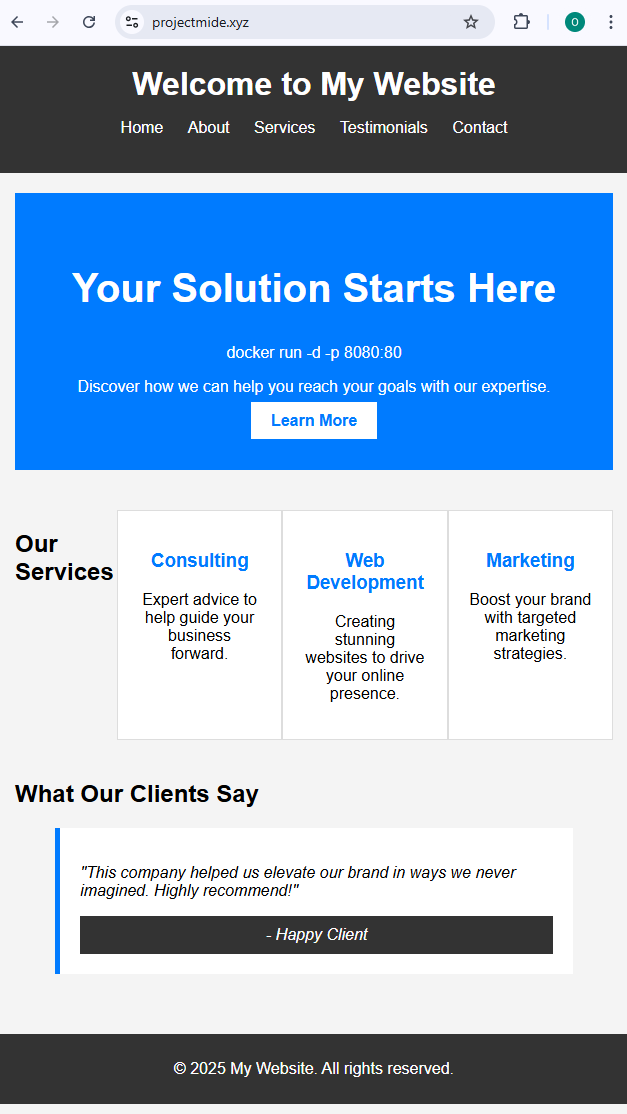 projectmide.xyz
O
Welcome to My Website
Home About Services Testimonials Contact
Your Solution Starts Here
docker run -d -p 8080:80
Discover how we can help you reach your goals with our expertise.
Learn More
Our
Services
Consulting
Expert advice to
help guide your
business
forward.
Web
Development
Creating
stunning
websites to drive
your online
presence.
Marketing
Boost your brand
with targeted
marketing
strategies.
What Our Clients Say
"This company helped us elevate our brand in ways we never
imagined. Highly recommend!"
- Happy Client
© 2025 My Website. All rights reserved.